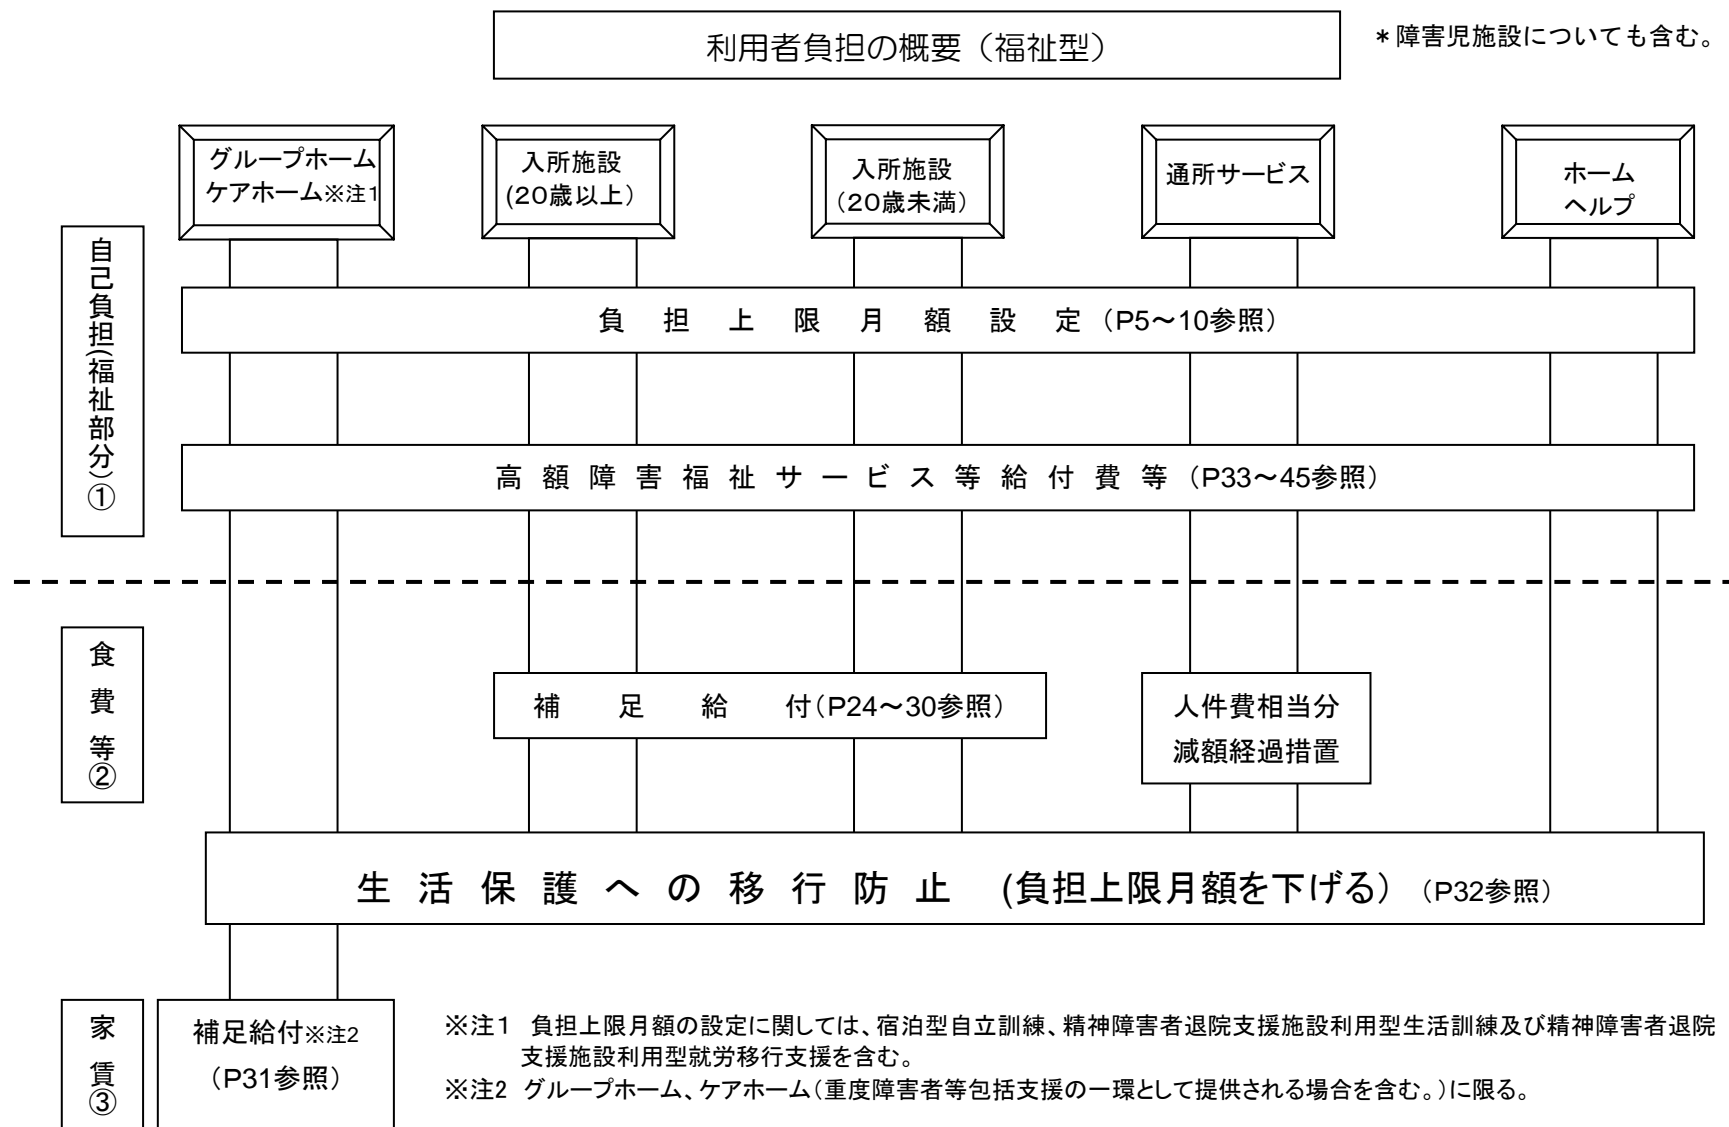 利用者負担の概要（福祉型）
＊障害児施設についても含む。
グループホーム
ケアホーム※注1
入所施設
(20歳以上）
入所施設
（20歳未満）
通所サービス
ホーム
ヘルプ
自己負担(福祉部分)①
負担上限月額設定（P5～10参照）
高額障害福祉サービス等給付費等（P33～45参照）
食費等②
補足給付（P24～30参照）
人件費相当分
減額経過措置
生活保護への移行防止 (負担上限月額を下げる）（P32参照）
家賃③
補足給付※注2
（P31参照）
※注1 負担上限月額の設定に関しては、宿泊型自立訓練、精神障害者退院支援施設利用型生活訓練及び精神障害者退院
支援施設利用型就労移行支援を含む。
※注2 グループホーム、ケアホーム（重度障害者等包括支援の一環として提供される場合を含む。）に限る。